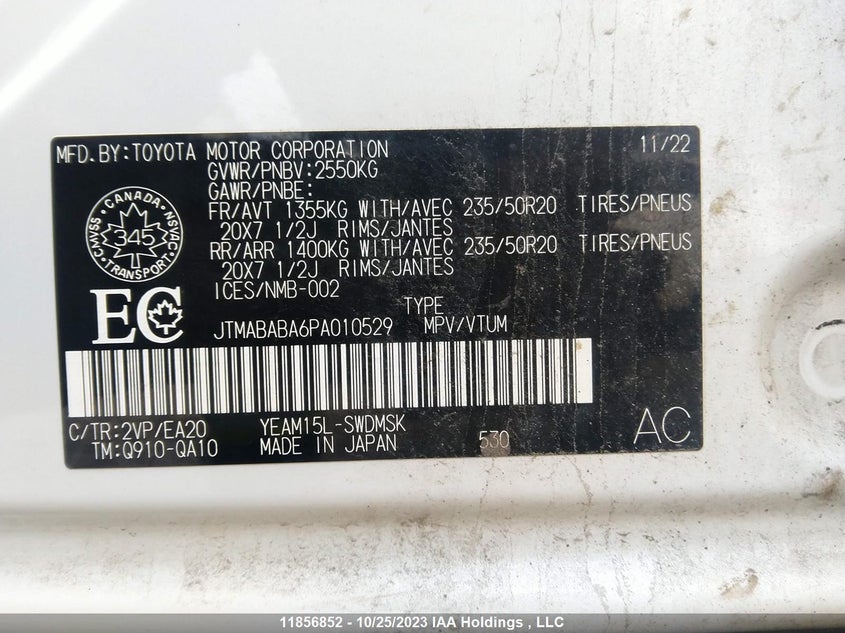 MFD.BY:TOYOTA MOTOR CORPORATION 11/22
GVWR/PNBV:2550KG
GAWR/PNBE:
FR/AVT 1355KG WITH/AVEC 235/50R20 TIRES/PNEUS
20X7 1/2J RIMS/JANTES
RR/ARR 1400KG WITH/AVEC 235/50R20 TIRES/PNEUS
20X7 1/2J RIMS/JANTES
ICES/NMB-002
CANADA
CMVSS NSVAC
345
TRANSPORT
EC
TYPE
JTMABABA6PA010529 MPV/VTUM
C/TR:2VP/EA20 YEAM15L-SWDMSK
TM:Q910-QA10 MADE IN JAPAN 530 AC
11856852 - 10/25/2023 IAA Holdings , LLC